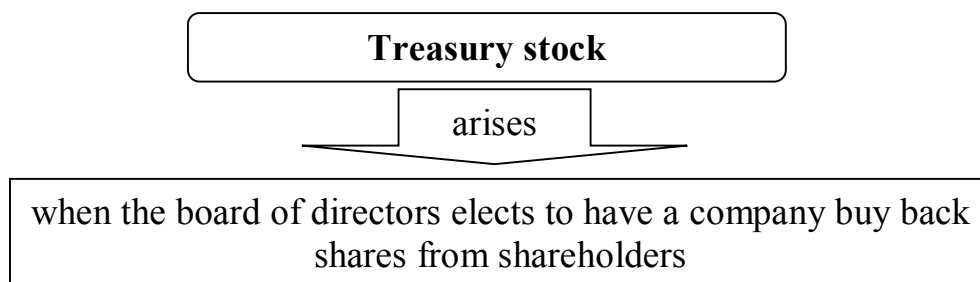 Treasury stock
arises
when the board of directors elects to have a company buy back
shares from shareholders